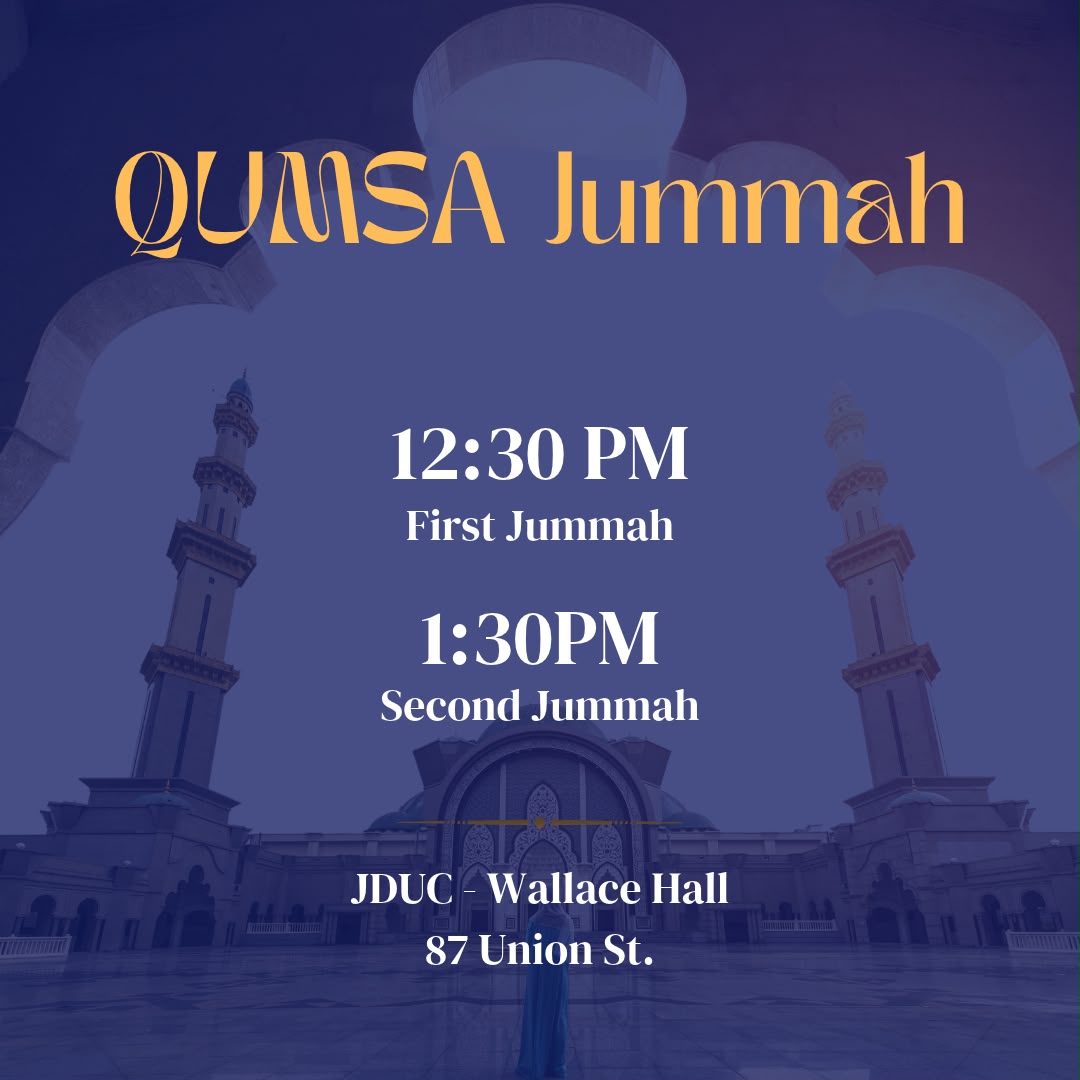 QUMSA Jummah
12:30 PM
First Jummah
1:30PM
Second Jummah
JDUC - Wallace Hall
87 Union St.